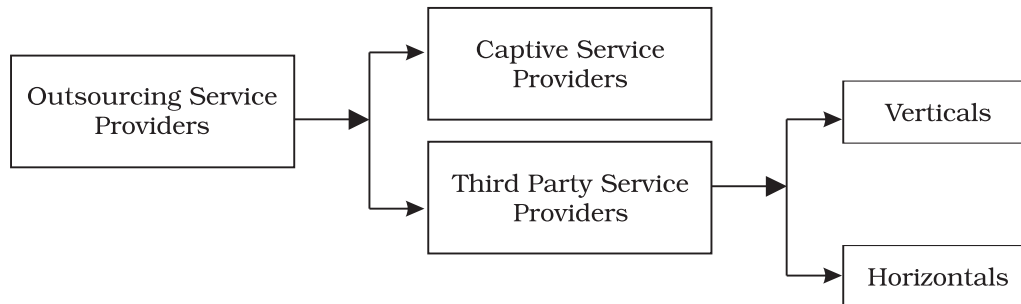 Outsourcing Service
Providers
Captive Service
Providers
Third Party Service
Providers
Verticals
Horizontals